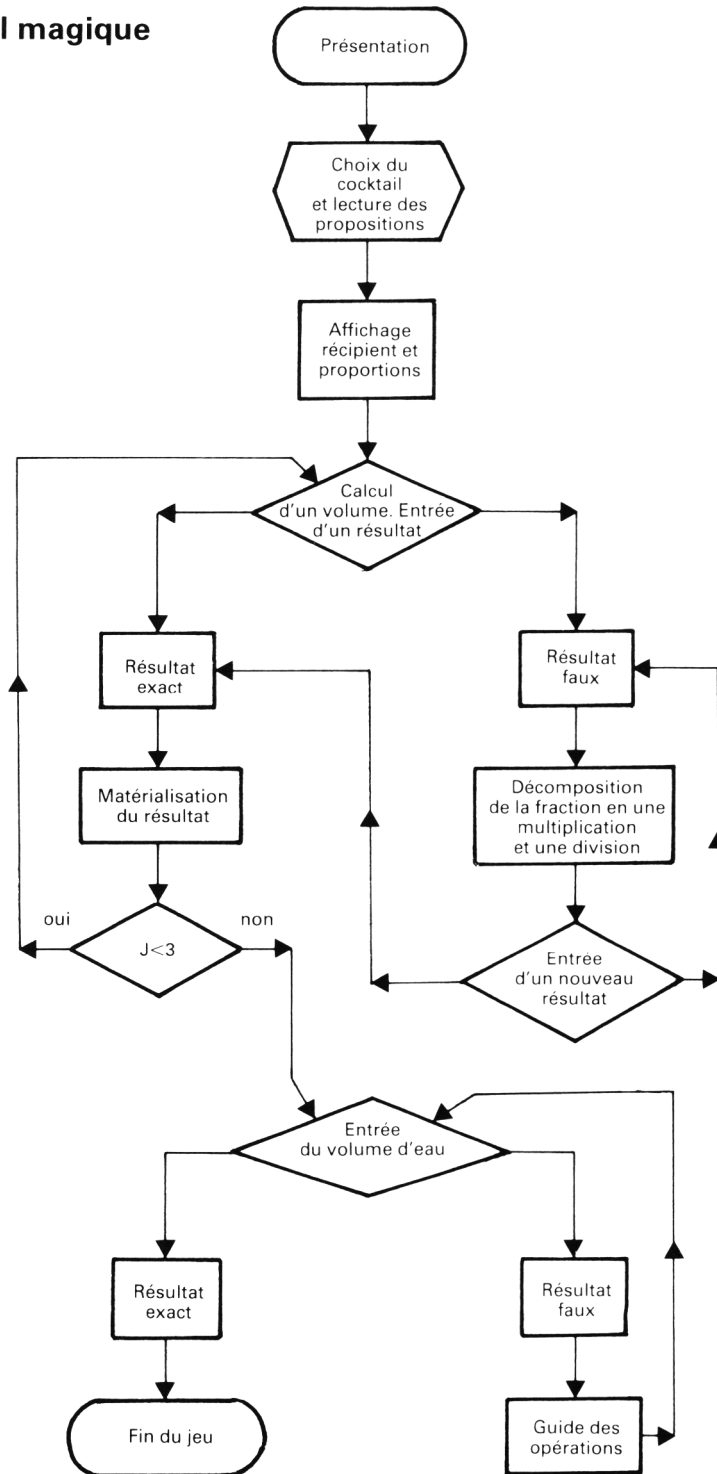 l magique
Présentation
Choix du
cocktail
et lecture des
propositions
Affichage
récipient et
proportions
Calcul
d'un volume. Entrée
d'un résultat
Résultat
exact
Résultat
faux
Matérialisation
du résultat
Décomposition
de la fraction en une
multiplication
et une division
oui
non
J<3
Entrée
d'un nouveau
résultat
Entrée
du volume d'eau
Résultat
exact
Résultat
faux
Fin du jeu
Guide des
opérations